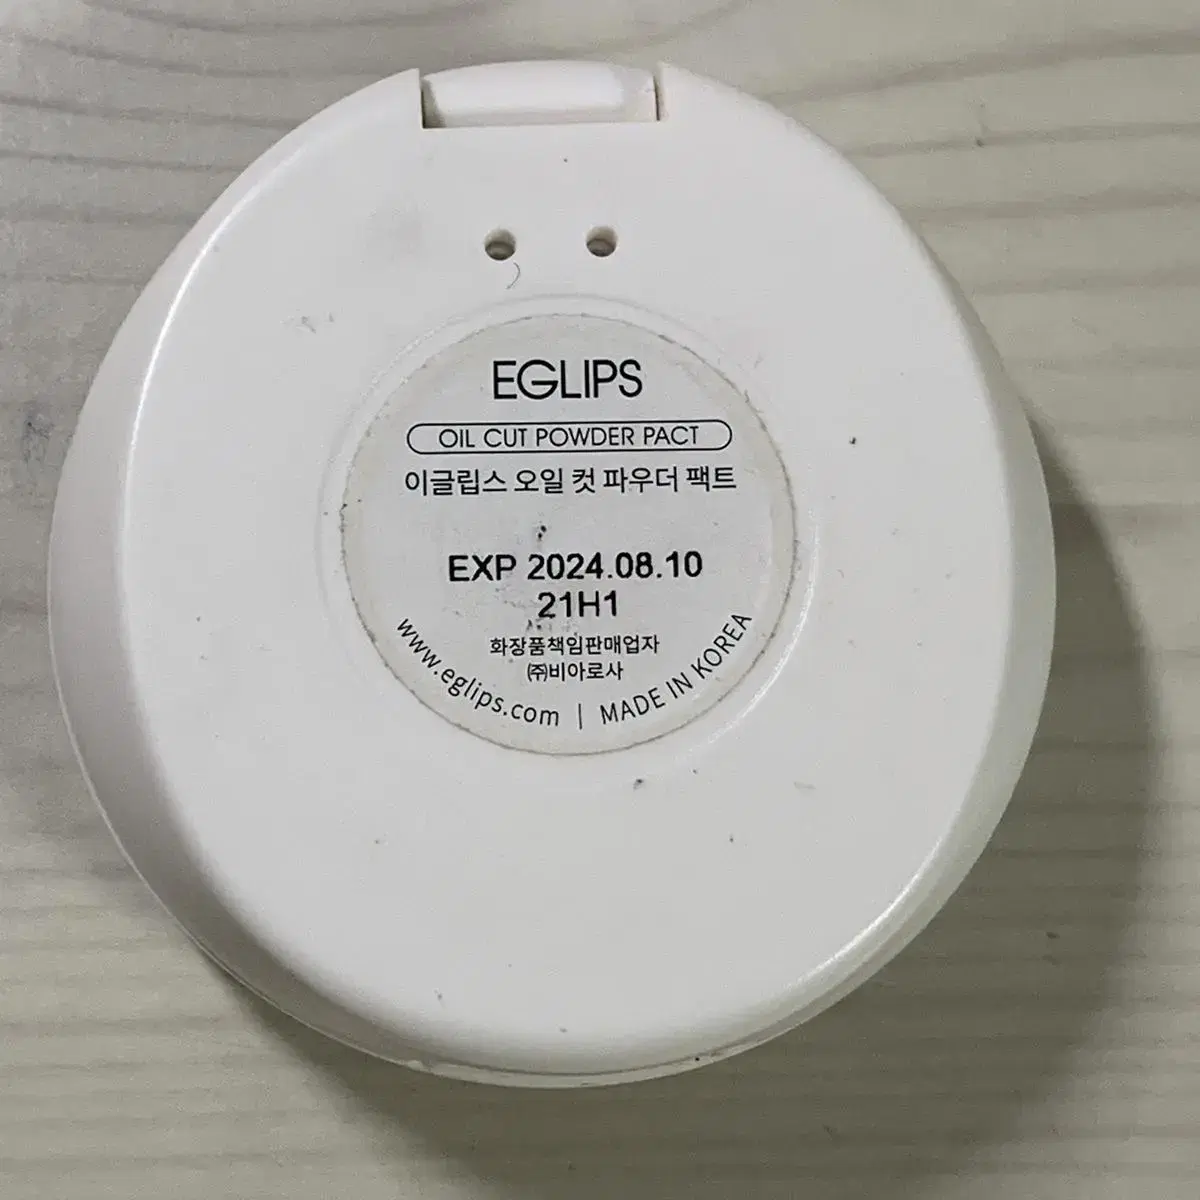 EGLIPS
OIL CUT POWDER PACT
이글립스 오일 컷 파우더 팩트
EXP 2024.08.10
21H1
화장품책임판매업자
㈜비아로사
www.eglips.com | MADE IN KOREA